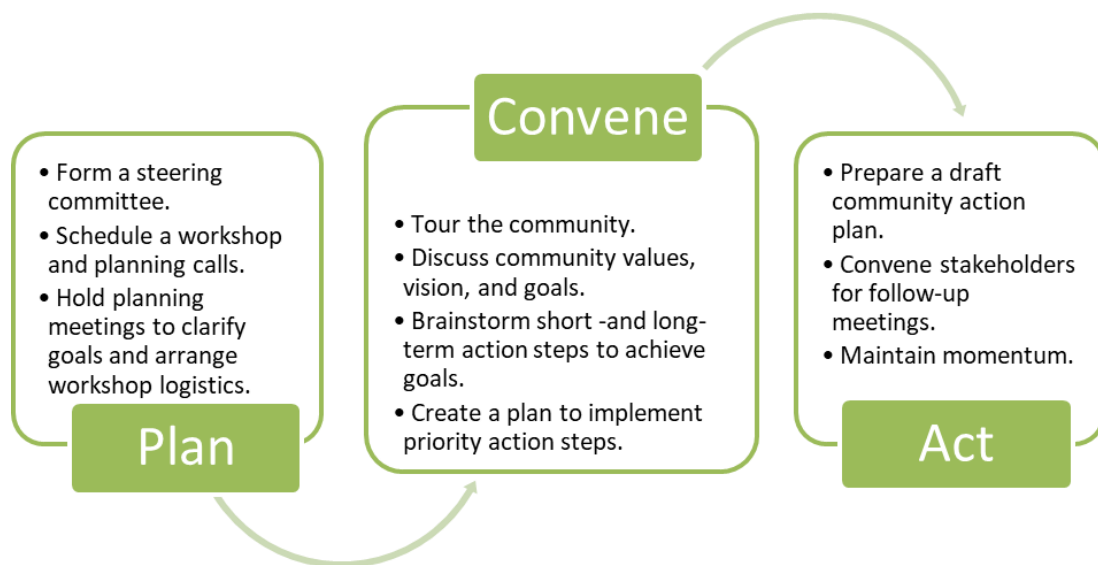 • Form a steering
committee.
• Schedule a workshop
and planning calls.
• Hold planning
meetings to clarify
goals and arrange
workshop logistics.
Plan
Convene
• Tour the community.
• Discuss community values,
vision, and goals.
• Brainstorm short -and long-
term action steps to achieve
goals.
• Create a plan to implement
priority action steps.
• Prepare a draft
community action
plan.
• Convene stakeholders
for follow-up
meetings.
• Maintain momentum.
Act